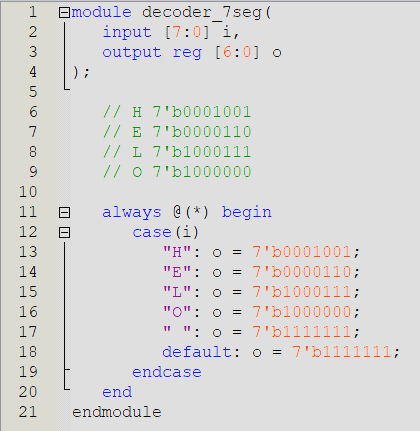 1 module decoder_7seg(
2 input [7:0] i,
3 output reg [6:0] o
4 );
5
6 // H 7'b0001001
7 // E 7'b0000110
8 // L 7'b1000111
9 // O 7'b1000000
10
11 always @(*) begin
12 case(i)
13 "H": o = 7'b0001001;
14 "E": o = 7'b0000110;
15 "L": o = 7'b1000111;
16 "O": o = 7'b1000000;
17 " ": o = 7'b1111111;
18 default: o = 7'b1111111;
19 endcase
20 end
21 endmodule